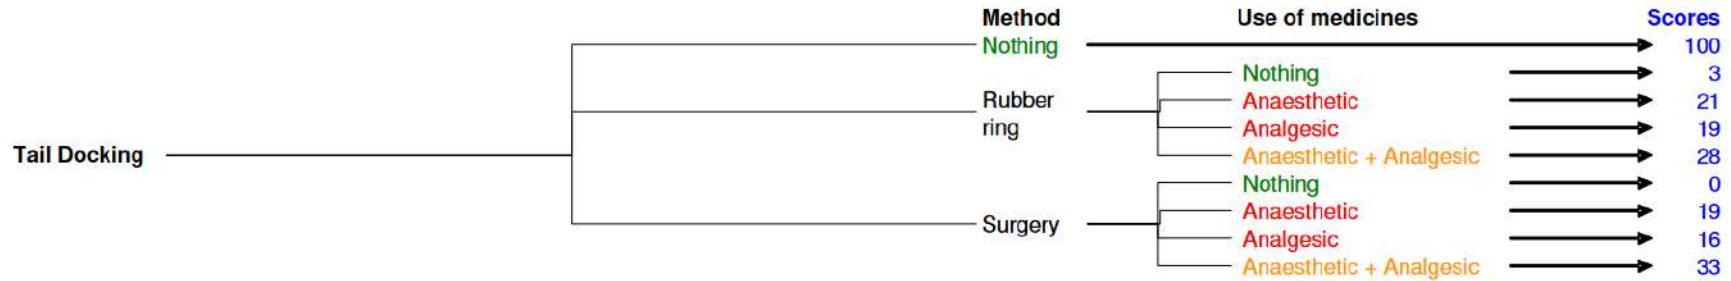 Method Use of medicines Scores
Nothing 100
Nothing 3
Rubber
ring
Anaesthetic 21
Analgesic 19
Tail Docking
Anaesthetic + Analgesic 28
Nothing 0
Anaesthetic 19
Surgery
Analgesic 16
Anaesthetic + Analgesic 33